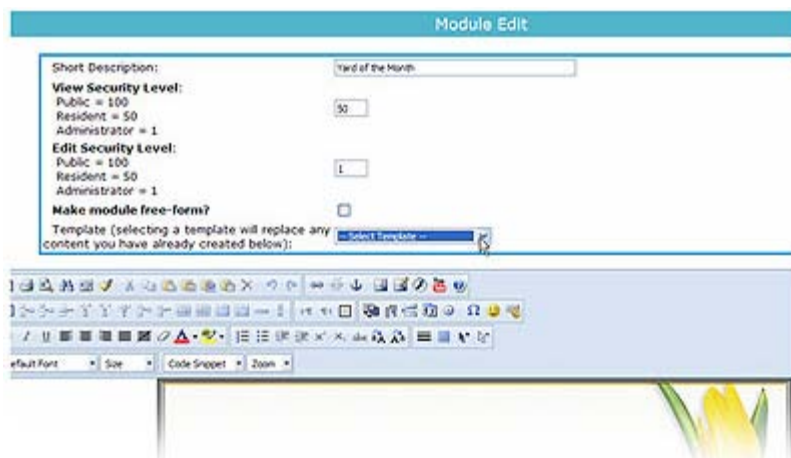 Module Edit
Short Description:
Yard of the Month
View Security Level:
Public = 100
Resident = 50
Administrator = 1
50
Edit Security Level:
Public = 100
Resident = 50
Administrator = 1
1
Make module free-form?
Template (selecting a template will replace any
content you have already created below):
-- Select Template --
efault Font
Size
Code Snippet
Zoom